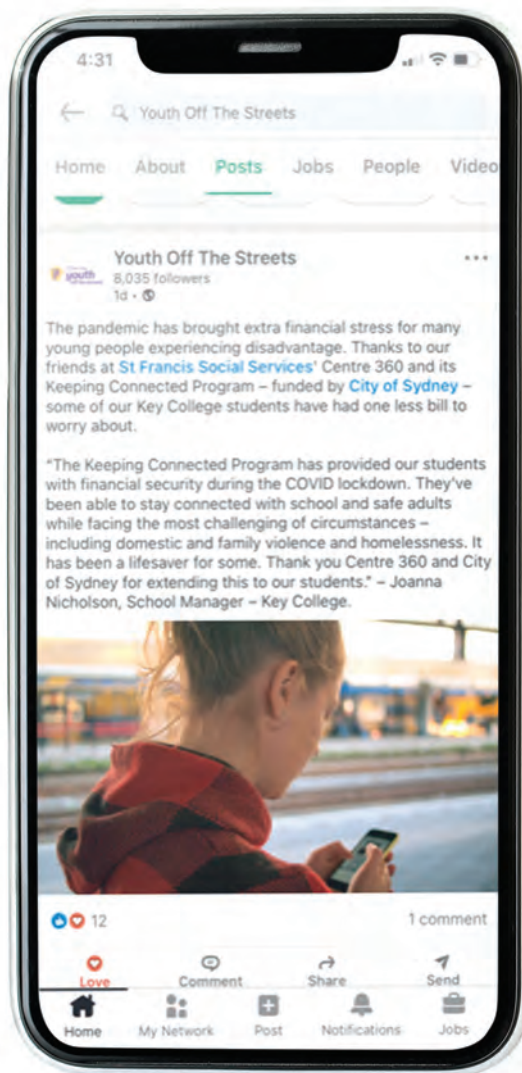 4:31
Youth Off The Streets
Home About Posts Jobs People Video
Youth Off The Streets
youth
8,035 followers
1d •
The pandemic has brought extra financial stress for many
young people experiencing disadvantage. Thanks to our
friends at St Francis Social Services' Centre 360 and its
Keeping Connected Program – funded by City of Sydney –
some of our Key College students have had one less bill to
worry about.
"The Keeping Connected Program has provided our students
with financial security during the COVID lockdown. They've
been able to stay connected with school and safe adults
while facing the most challenging of circumstances –
including domestic and family violence and homelessness. It
has been a lifesaver for some. Thank you Centre 360 and City
of Sydney for extending this to our students." – Joanna
Nicholson, School Manager – Key College.
12 1 comment
Love Comment Share Send
Home My Network Post Notifications Jobs